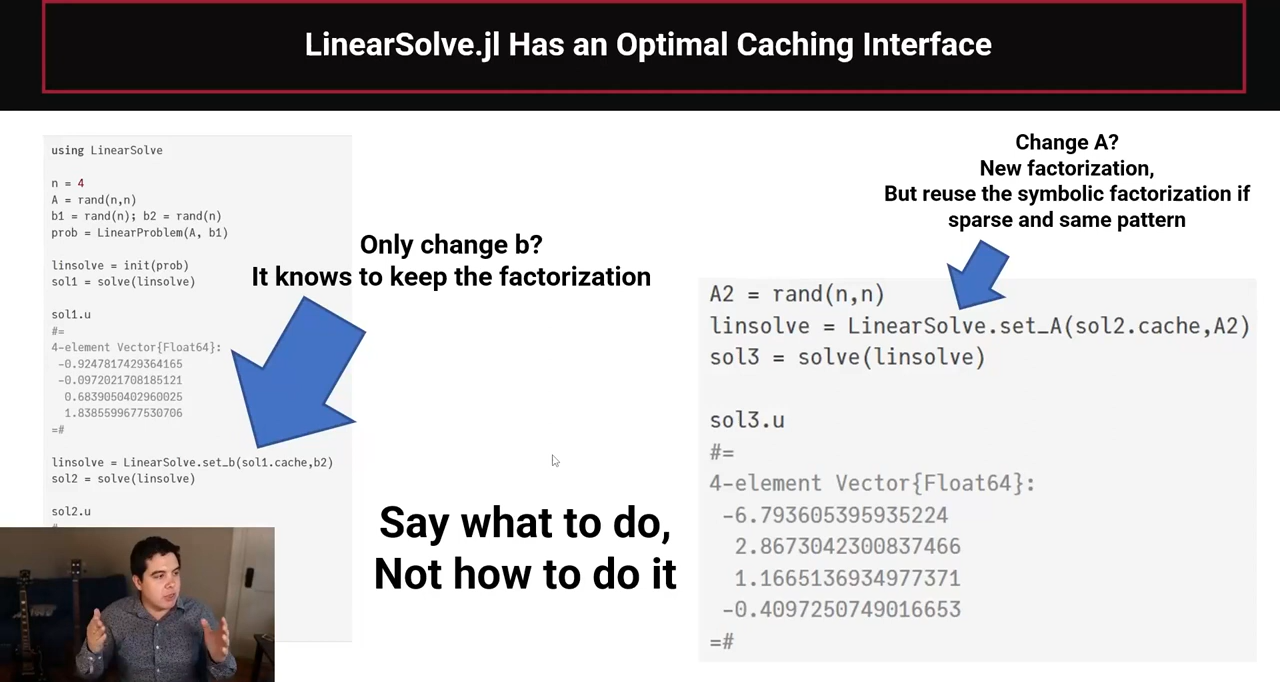 LinearSolve.jl Has an Optimal Caching Interface
using LinearSolve
n = 4
A = rand(n,n)
b1 = rand(n); b2 = rand(n)
prob = LinearProblem(A, b1)
linsolve = init(prob)
sol1 = solve(linsolve)
sol1.u
#=
4-element Vector{Float64}:
-0.9247817429364165
-0.0972021708185121
0.6839050402960025
1.8385599677530706
=#
linsolve = LinearSolve.set_b(sol1.cache,b2)
sol2 = solve(linsolve)
sol2.u
Only change b?
It knows to keep the factorization
Say what to do,
Not how to do it
Change A?
New factorization,
But reuse the symbolic factorization if
sparse and same pattern
A2 = rand(n,n)
linsolve = LinearSolve.set_A(sol2.cache,A2)
sol3 = solve(linsolve)
sol3.u
#=
4-element Vector{Float64}:
-6.793605395935224
2.8673042300837466
1.1665136934977371
-0.4097250749016653
=#